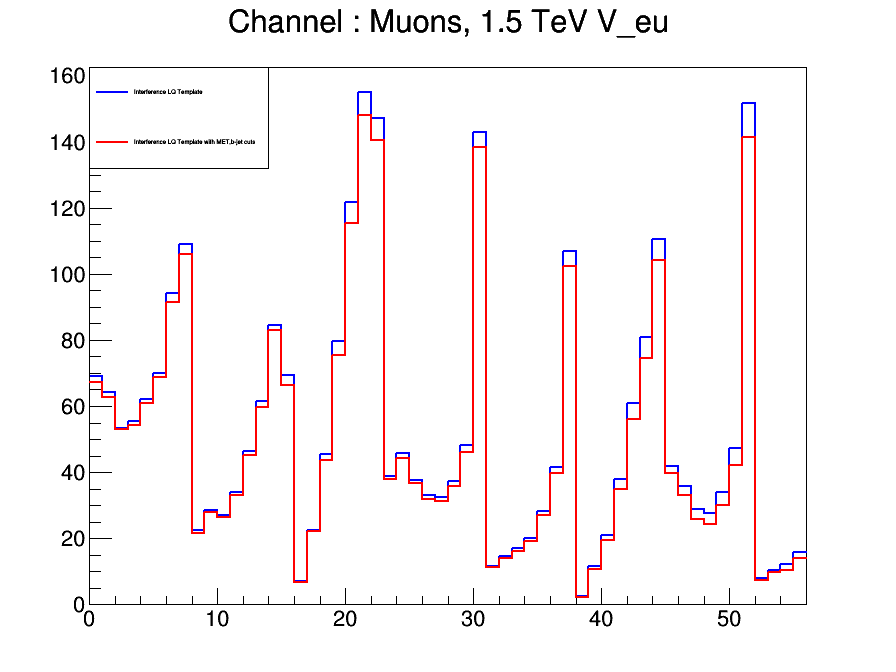 Channel : Muons, 1.5 TeV V_eu
Interference LQ Template
Interference LQ Template with MET,b-jet cuts
160
140
120
100
80
60
40
20
0
0 10 20 30 40 50